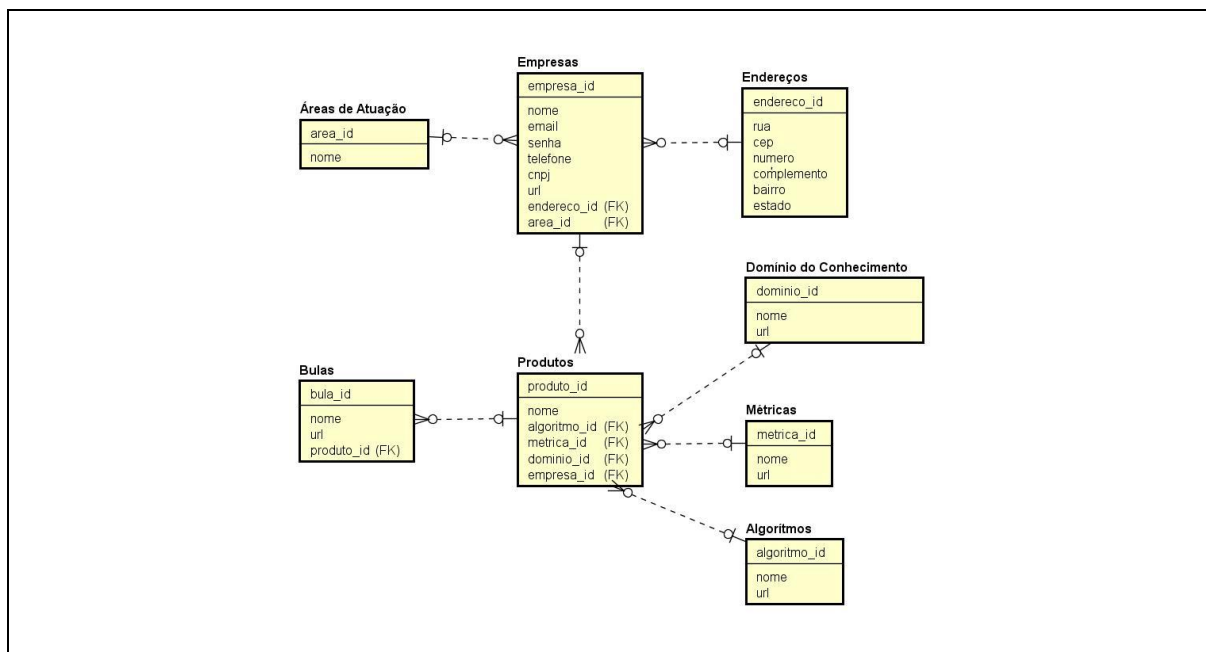 Empresas
empresa_id
nome
email
senha
telefone
cnpj
url
endereco_id (FK)
area_id (FK)
Áreas de Atuação
area_id
nome
Endereços
endereco_id
rua
cep
numero
complemento
bairro
estado
Domínio do Conhecimento
dominio_id
nome
url
Bulas
bula_id
nome
url
produto_id (FK)
Produtos
produto_id
nome
algoritmo_id (FK)
metrica_id (FK)
dominio_id (FK)
empresa_id (FK)
Métricas
metrica_id
nome
url
Algorítmos
algoritmo_id
nome
url